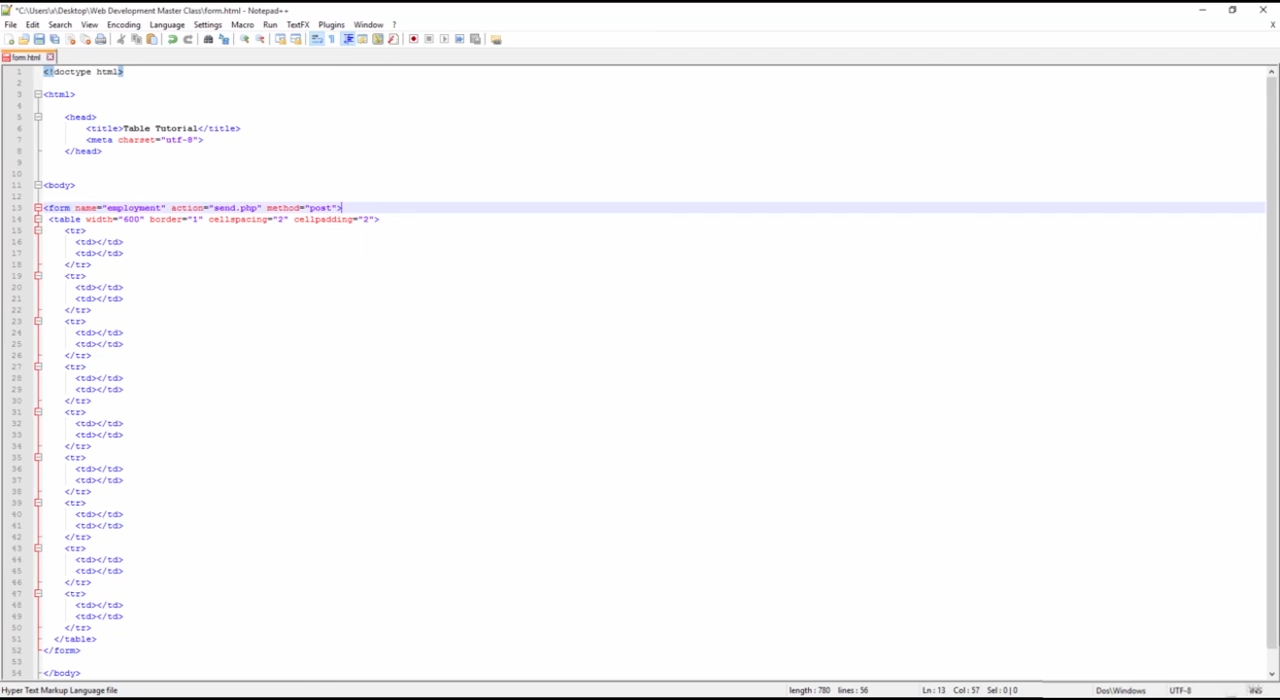 *C:\Users\x\Desktop\Web Development Master Class\form.html - Notepad++
File Edit Search View Encoding Language Settings Macro Run TextFX Plugins Window ? X
form.html
1 <!doctype html>
2
3 <html>
4
5 <head>
6 <title>Table Tutorial</title>
7 <meta charset="utf-8">
8 </head>
9
10
11 <body>
12
13 <form name="employment" action="send.php" method="post">
14 <table width="600" border="1" cellspacing="2" cellpadding="2">
15 <tr>
16 <td></td>
17 <td></td>
18 </tr>
19 <tr>
20 <td></td>
21 <td></td>
22 </tr>
23 <tr>
24 <td></td>
25 <td></td>
26 </tr>
27 <tr>
28 <td></td>
29 <td></td>
30 </tr>
31 <tr>
32 <td></td>
33 <td></td>
34 </tr>
35 <tr>
36 <td></td>
37 <td></td>
38 </tr>
39 <tr>
40 <td></td>
41 <td></td>
42 </tr>
43 <tr>
44 <td></td>
45 <td></td>
46 </tr>
47 <tr>
48 <td></td>
49 <td></td>
50 </tr>
51 </table>
52 </form>
53
54 </body>
Hyper Text Markup Language file length : 780 lines : 56 Ln : 13 Col : 57 Sel : 0 | 0 Dos\Windows UTF-8 INS